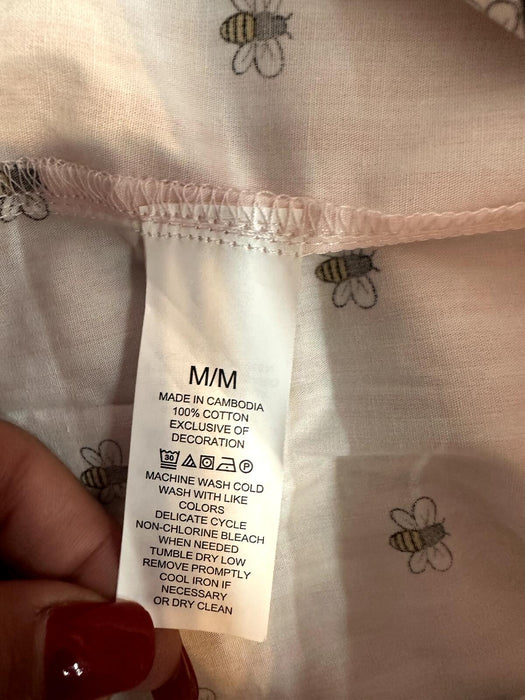 M/M
MADE IN CAMBODIA
100% COTTON
EXCLUSIVE OF
DECORATION
30 P
MACHINE WASH COLD
WASH WITH LIKE
COLORS
DELICATE CYCLE
NON-CHLORINE BLEACH
WHEN NEEDED
TUMBLE DRY LOW
REMOVE PROMPTLY
COOL IRON IF
NECESSARY
OR DRY CLEAN